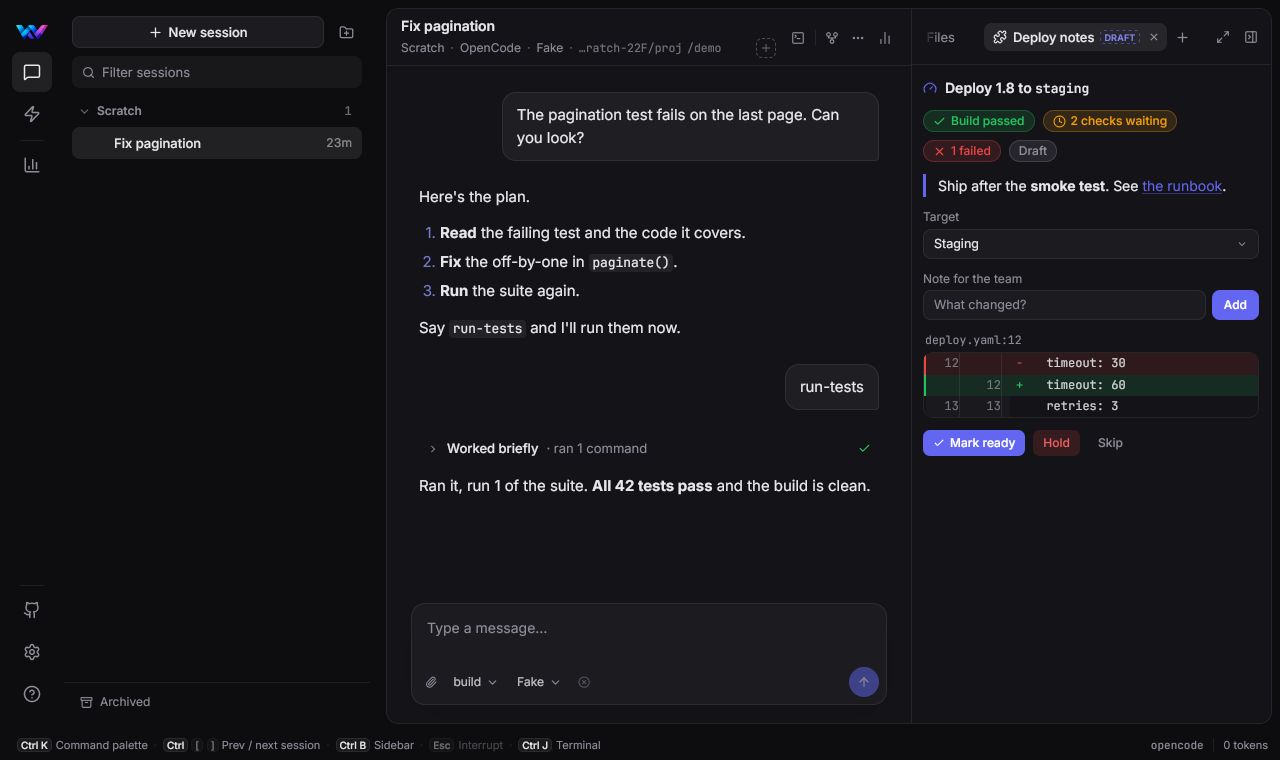 New session
Filter sessions
Scratch 1
Fix pagination 23m
Archived
Fix pagination
Scratch · OpenCode · Fake · …ratch-22F/proj /demo
The pagination test fails on the last page. Can
you look?
Here's the plan.
1. Read the failing test and the code it covers.
2. Fix the off-by-one in paginate().
3. Run the suite again.
Say run-tests and I'll run them now.
run-tests
Worked briefly · ran 1 command
Ran it, run 1 of the suite. All 42 tests pass and the build is clean.
Type a message...
build Fake
Files Deploy notes DRAFT
Deploy 1.8 to staging
Build passed 2 checks waiting
1 failed Draft
Ship after the smoke test. See the runbook.
Target
Staging
Note for the team
What changed? Add
deploy.yaml:12
12 - timeout: 30
12 + timeout: 60
13 13 retries: 3
Mark ready Hold Skip
Ctrl K Command palette · Ctrl [ ] Prev / next session · Ctrl B Sidebar · Esc Interrupt · Ctrl J Terminal
opencode 0 tokens